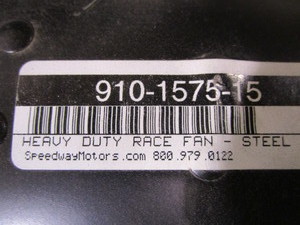 910-1575-15
HEAVY DUTY RACE FAN - STEEL
SpeedwayMotors.com 800.979.0122